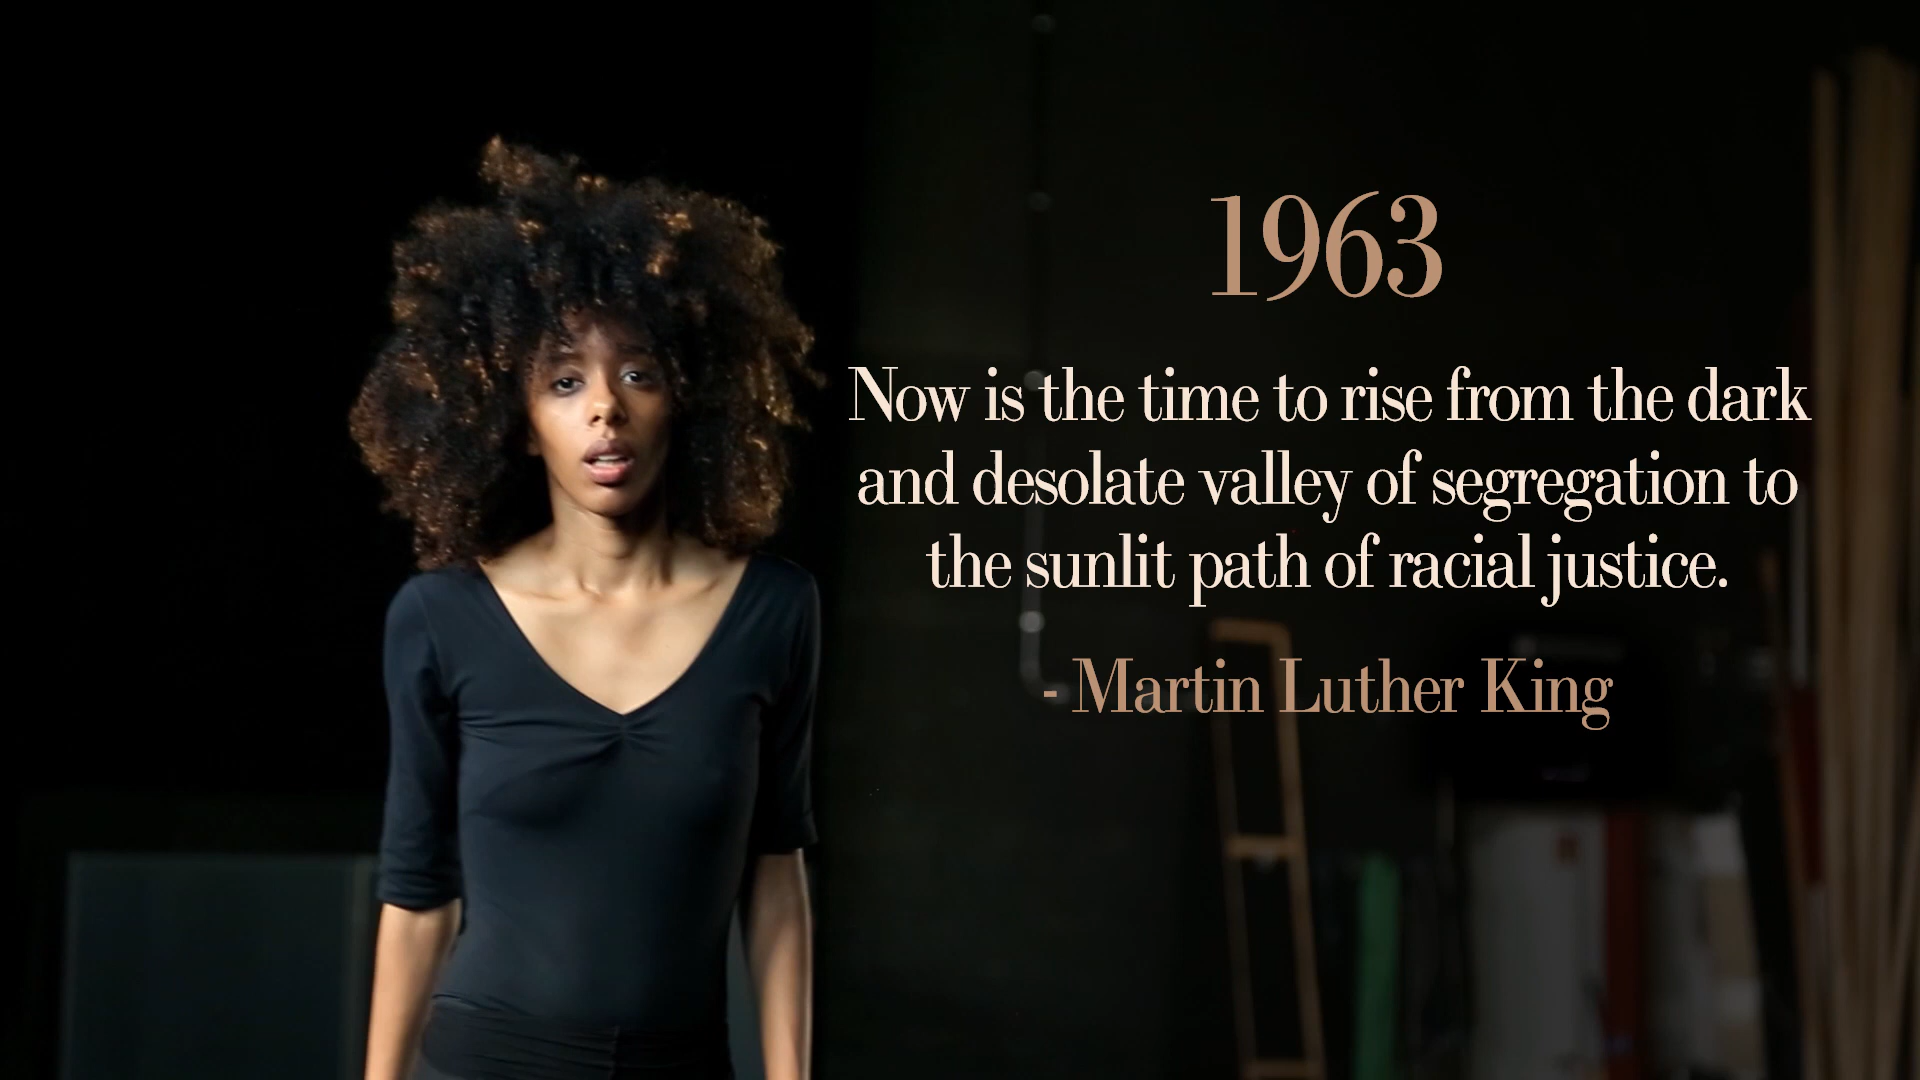 1963
Now is the time to rise from the dark
and desolate valley of segregation to
the sunlit path of racial justice.
- Martin Luther King